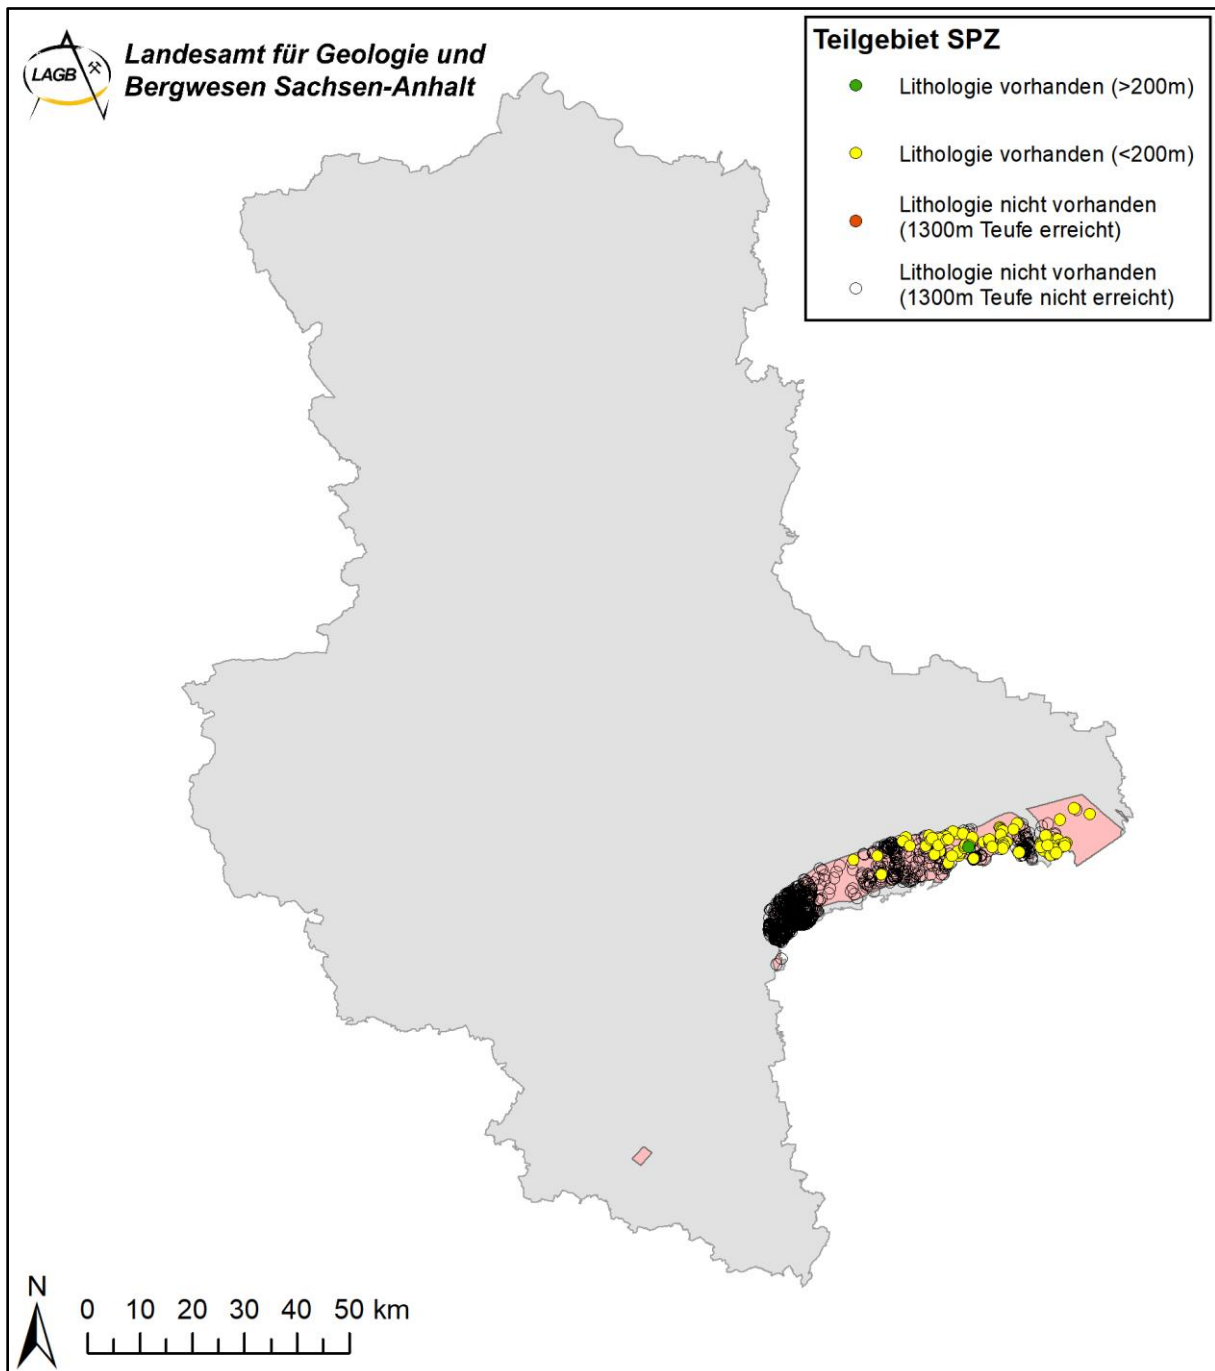 LAGB
Landesamt für Geologie und
Bergwesen Sachsen-Anhalt
Teilgebiet SPZ
Lithologie vorhanden (>200m)
Lithologie vorhanden (<200m)
Lithologie nicht vorhanden
(1300m Teufe erreicht)
Lithologie nicht vorhanden
(1300m Teufe nicht erreicht)
N
0 10 20 30 40 50 km